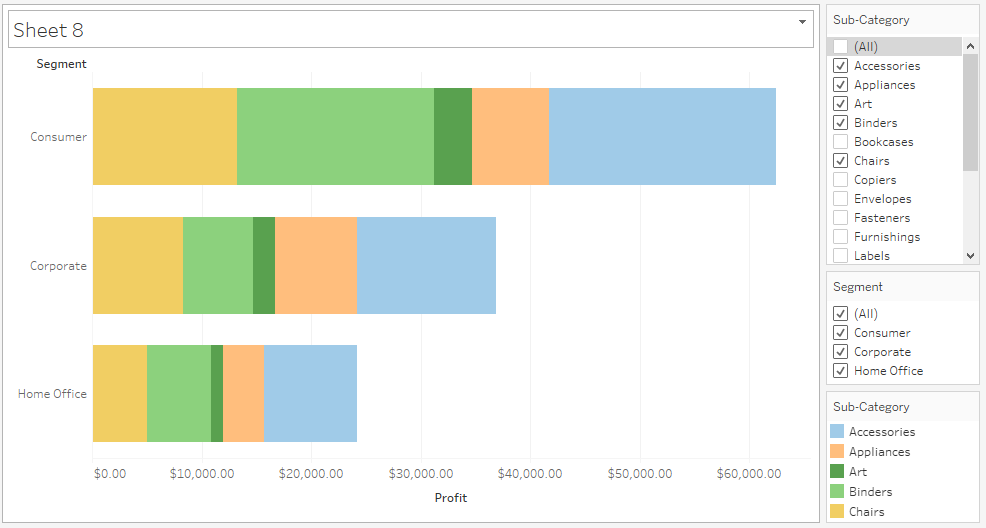 Sheet 8
Segment
Consumer
Corporate
Home Office
$0.00 $10,000.00 $20,000.00 $30,000.00 $40,000.00 $50,000.00 $60,000.00
Profit
Sub-Category
(All)
Accessories
Appliances
Art
Binders
Bookcases
Chairs
Copiers
Envelopes
Fasteners
Furnishings
Labels
Segment
(All)
Consumer
Corporate
Home Office
Sub-Category
Accessories
Appliances
Art
Binders
Chairs